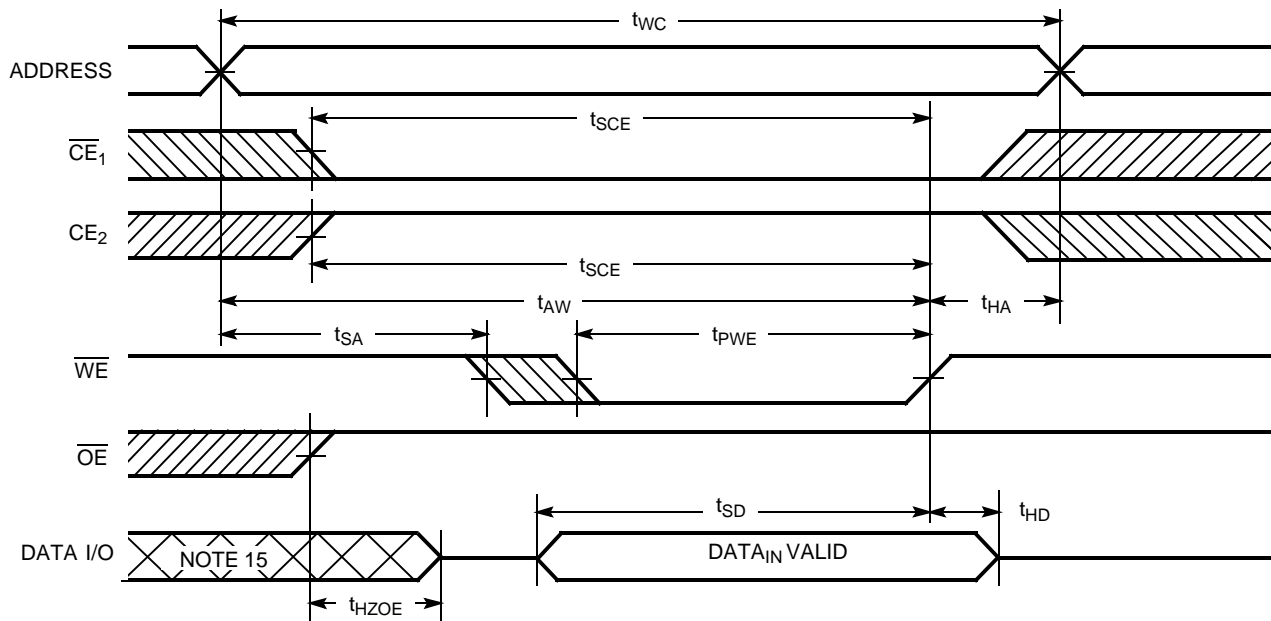 tWC
ADDRESS
tSCE
CE1
CE2
tSCE
tAW
tHA
tSA
tPWE
WE
OE
tSD
tHD
DATA I/O
NOTE 15
DATAIN VALID
tHZOE